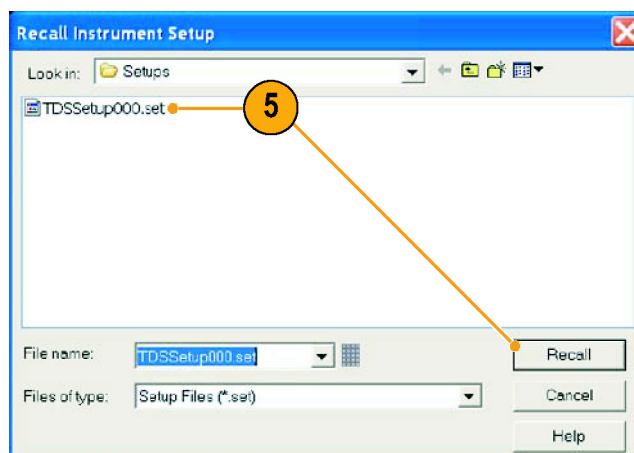 Recall Instrument Setup
Look in: Setups
TDSSetup000.set
5
File name: TDSSetup000.set
Recall
Files of type: Setup Files (*.set)
Cancel
Help